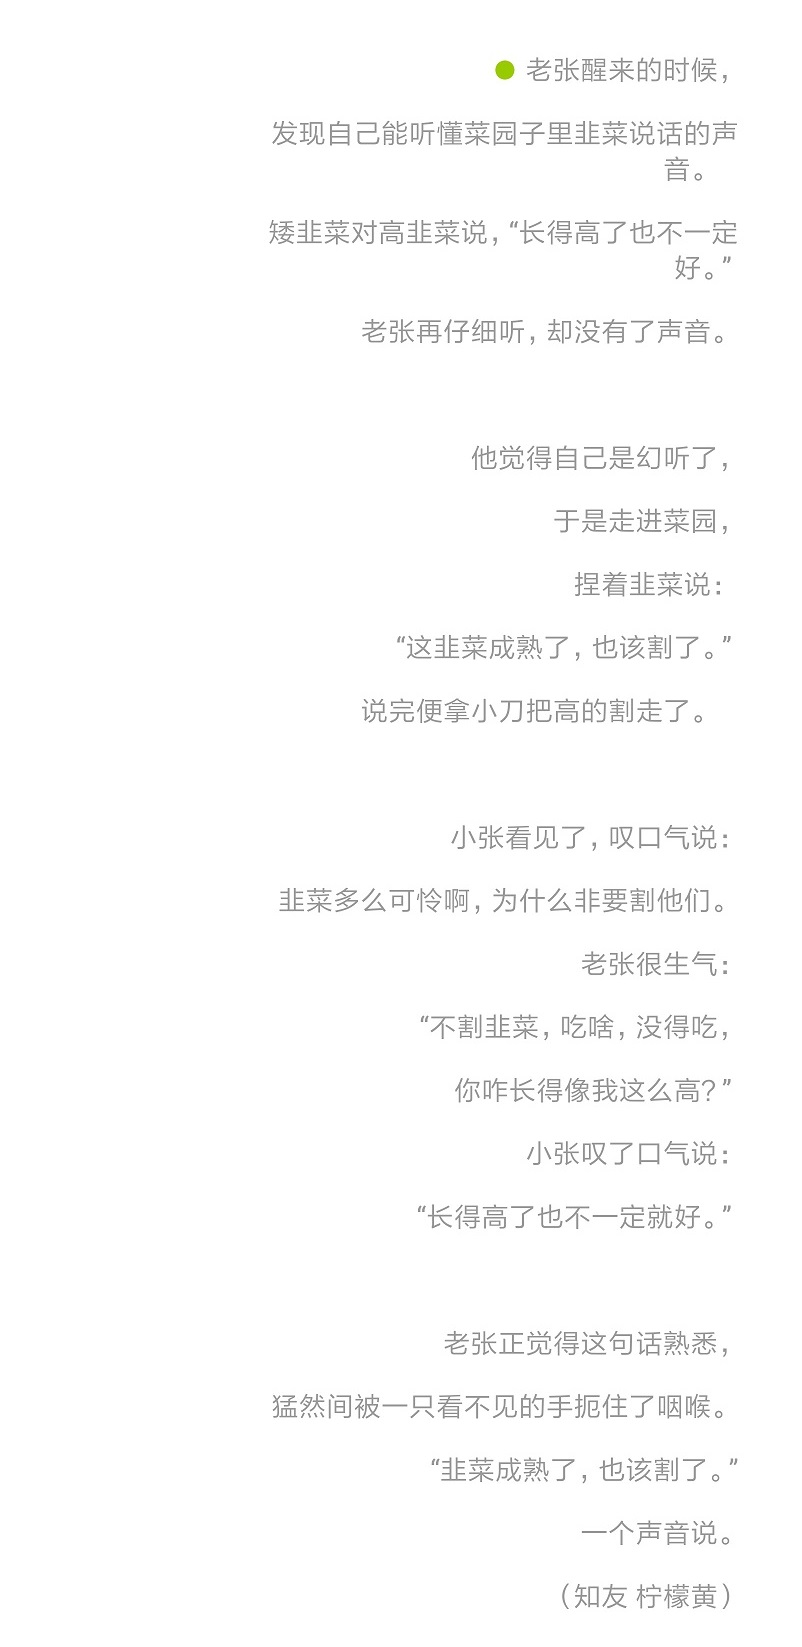 ● 老张醒来的时候，
发现自己能听懂菜园子里韭菜说话的声
音。
矮韭菜对高韭菜说，“长得高了也不一定
好。”
老张再仔细听，却没有了声音。
他觉得自己是幻听了，
于是走进菜园，
捏着韭菜说：
“这韭菜成熟了，也该割了。”
说完便拿小刀把高的割走了。
小张看见了，叹口气说：
韭菜多么可怜啊，为什么非要割他们。
老张很生气：
“不割韭菜，吃啥，没得吃，
你咋长得像我这么高？”
小张叹了口气说：
“长得高了也不一定就好。”
老张正觉得这句话熟悉，
猛然间被一只看不见的手扼住了咽喉。
“韭菜成熟了，也该割了。”
一个声音说。
（知友 柠檬黄）